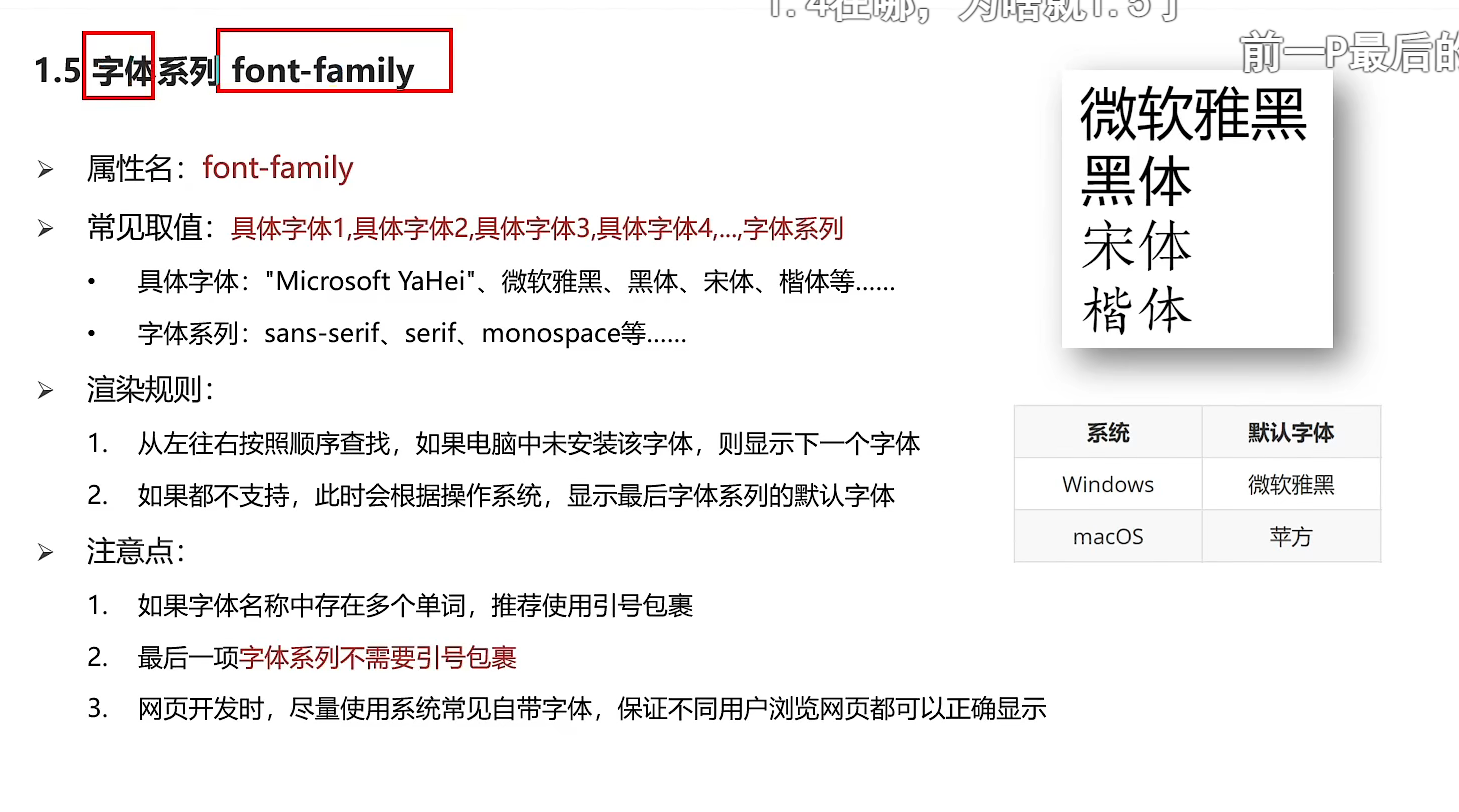 1.4在哪，为啥就1.5了
前一P最后的
1.5 字体系列 font-family
微软雅黑
黑体
宋体
楷体
➢ 属性名：font-family
➢ 常见取值：具体字体1,具体字体2,具体字体3,具体字体4,...,字体系列
• 具体字体："Microsoft YaHei"、微软雅黑、黑体、宋体、楷体等……
• 字体系列：sans-serif、serif、monospace等……
➢ 渲染规则：
1. 从左往右按照顺序查找，如果电脑中未安装该字体，则显示下一个字体
2. 如果都不支持，此时会根据操作系统，显示最后字体系列的默认字体
系统 默认字体
Windows 微软雅黑
macOS 苹方
➢ 注意点：
1. 如果字体名称中存在多个单词，推荐使用引号包裹
2. 最后一项字体系列不需要引号包裹
3. 网页开发时，尽量使用系统常见自带字体，保证不同用户浏览网页都可以正确显示